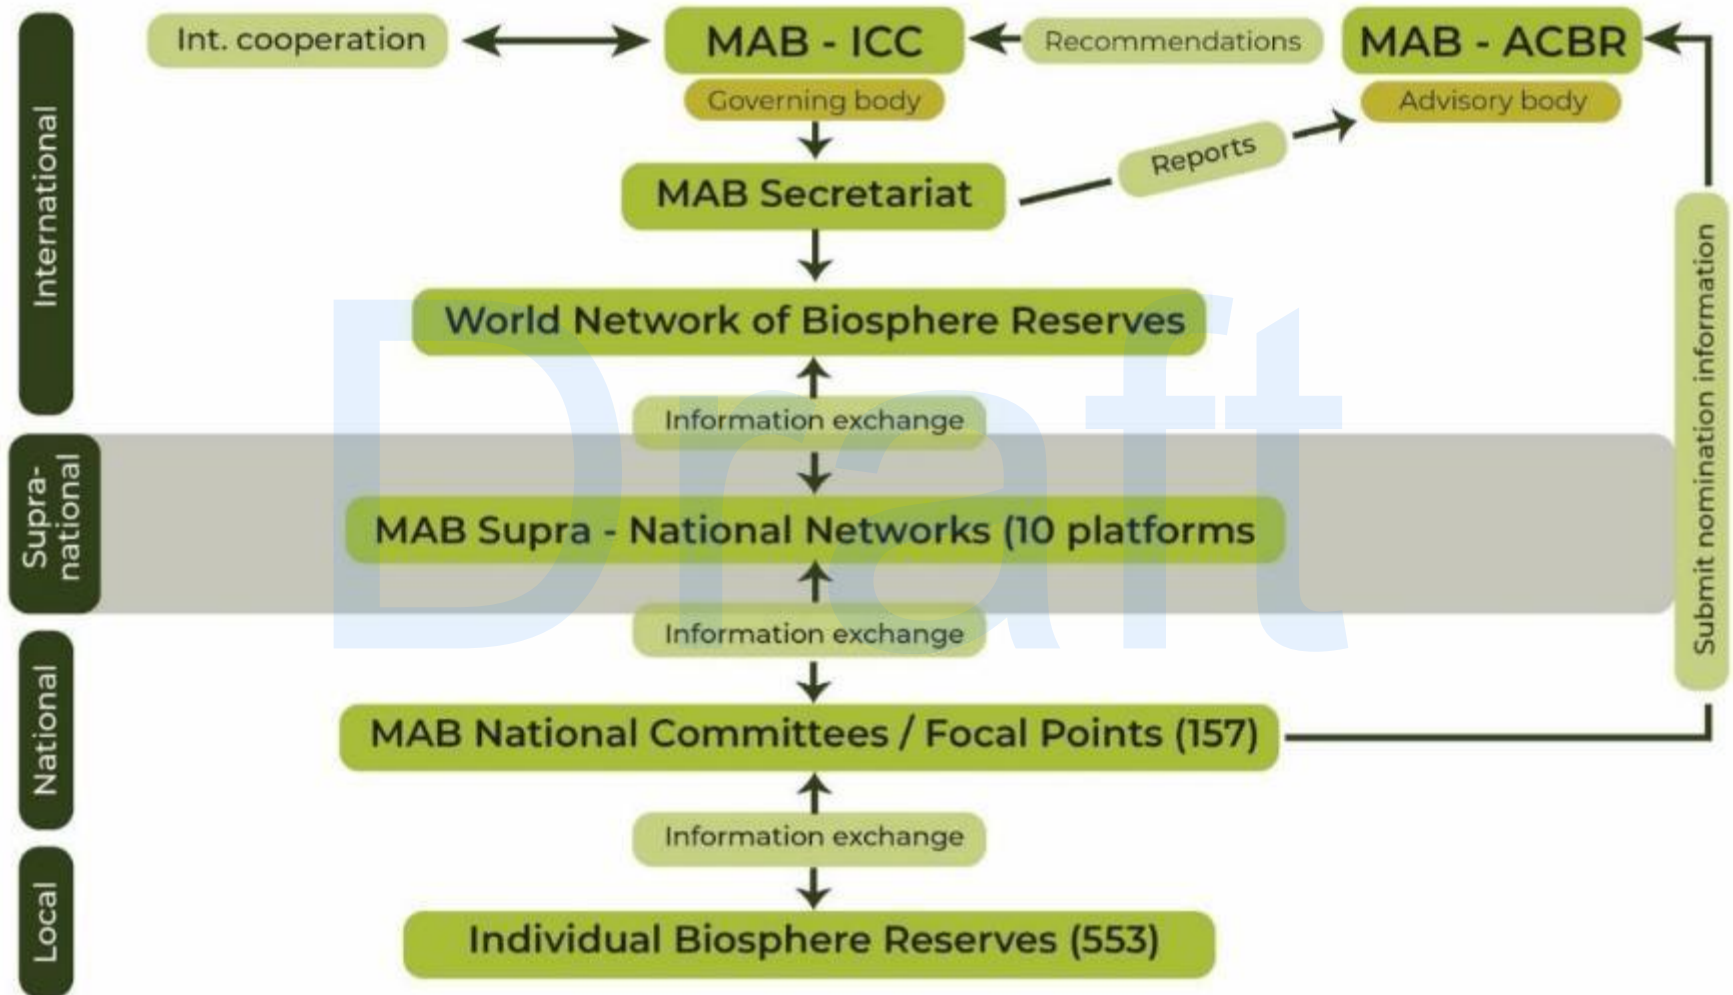 Int. cooperation
MAB - ICC
Recommendations
MAB - ACBR
Governing body
Advisory body
Reports
MAB Secretariat
International
World Network of Biosphere Reserves
Information exchange
Submit nomination information
Supra-
national
MAB Supra - National Networks (10 platforms
Information exchange
National
MAB National Committees / Focal Points (157)
Information exchange
Local
Individual Biosphere Reserves (553)
Draft